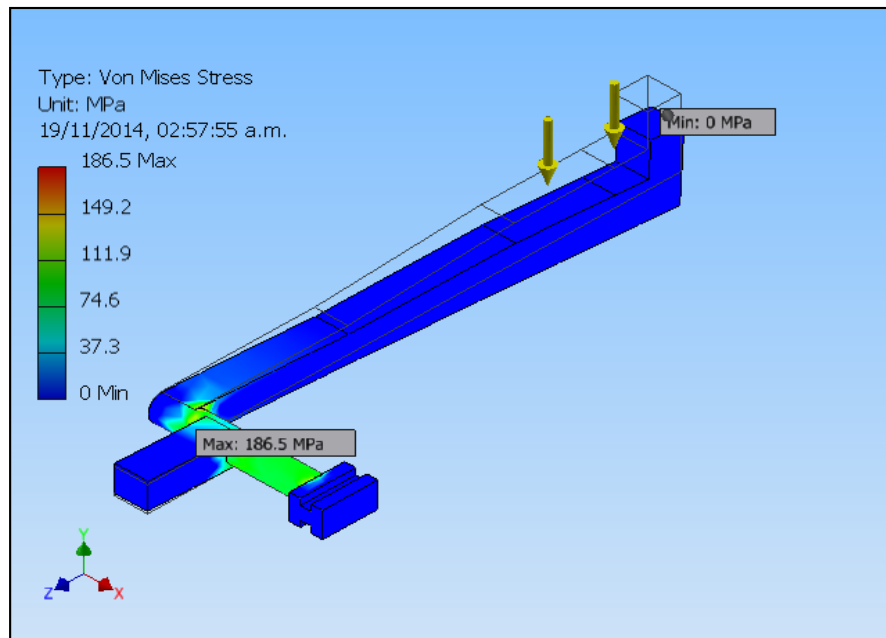 Type: Von Mises Stress
Unit: MPa
19/11/2014, 02:57:55 a.m.
186.5 Max
149.2
111.9
74.6
37.3
0 Min
Min: 0 MPa
Max: 186.5 MPa
Y
Z
X